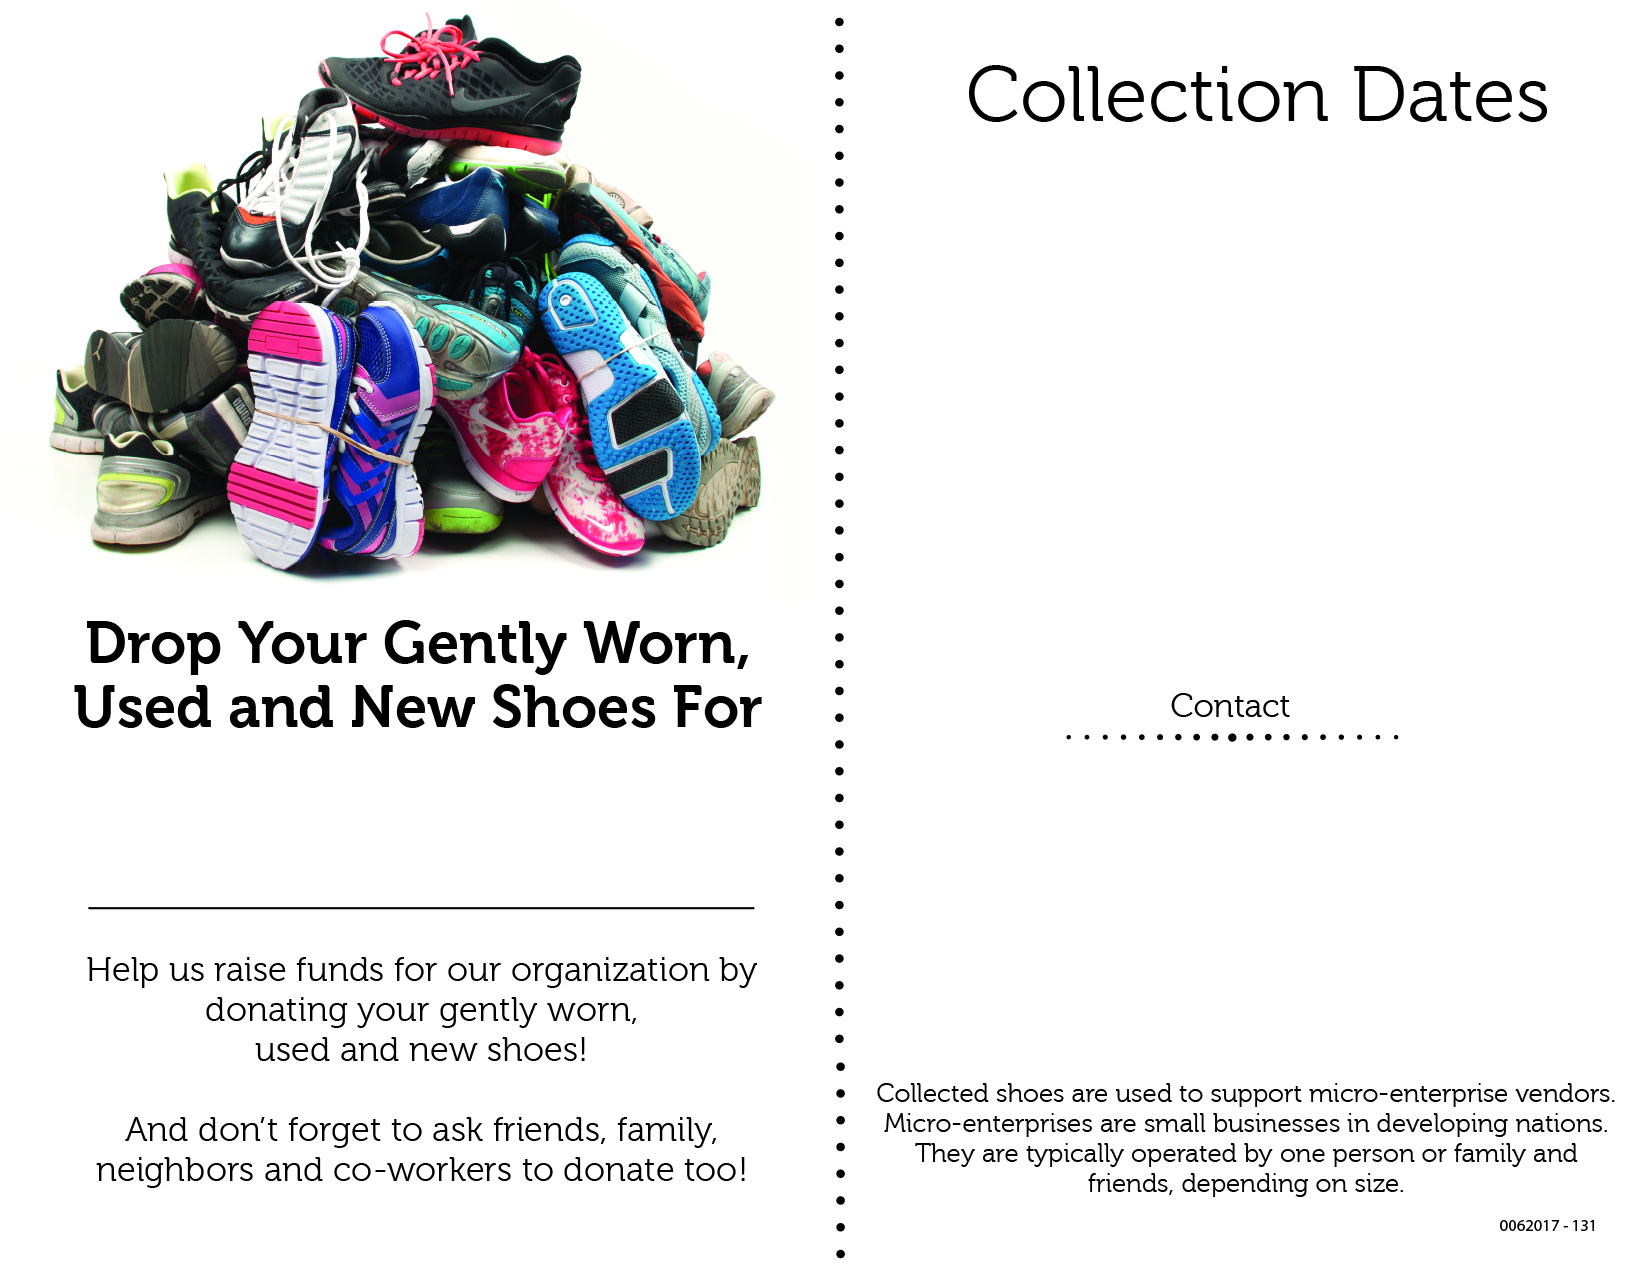 Drop Your Gently Worn,
Used and New Shoes For
Help us raise funds for our organization by
donating your gently worn,
used and new shoes!
And don’t forget to ask friends, family,
neighbors and co-workers to donate too!
Collection Dates
Contact
Collected shoes are used to support micro-enterprise vendors.
Micro-enterprises are small businesses in developing nations.
They are typically operated by one person or family and
friends, depending on size.
0062017 - 131